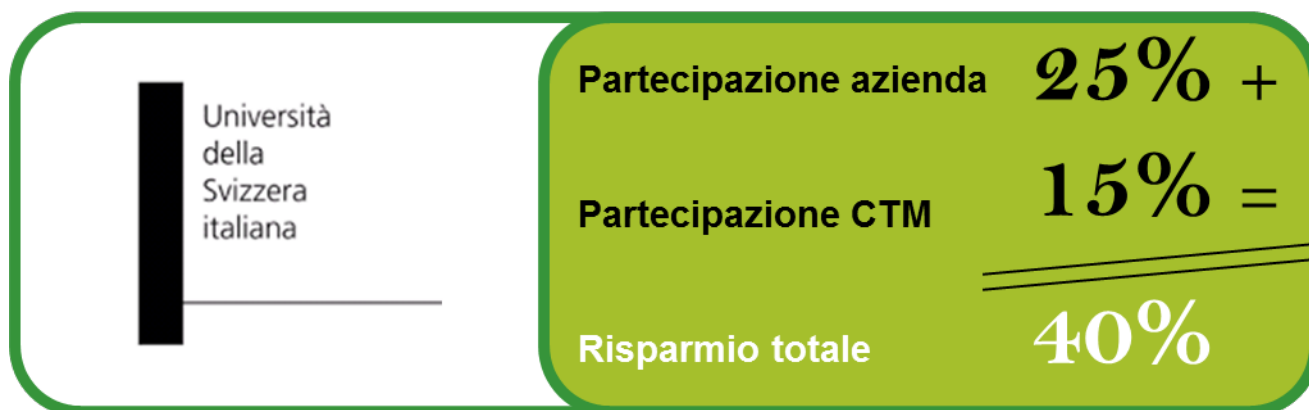 Università
della
Svizzera
italiana
Partecipazione azienda 25% +
Partecipazione CTM 15% =
Risparmio totale 40%